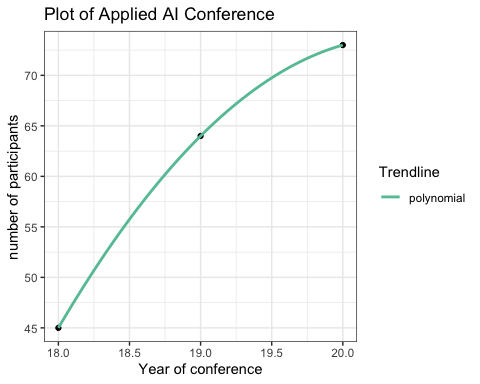 Plot of Applied AI Conference
number of participants
70
65
60
55
50
45
18.0
18.5
19.0
19.5
20.0
Year of conference
Trendline
polynomial